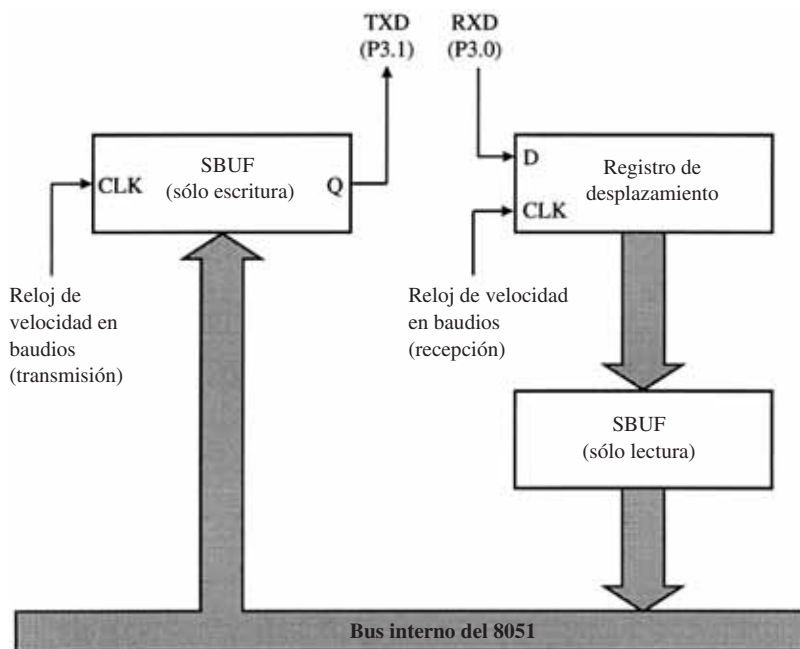 TXD
(P3.1)
RXD
(P3.0)
SBUF
(sólo escritura)
CLK
Q
D
CLK
Registro de
desplazamiento
Reloj de
velocidad en
baudios
(transmisión)
Reloj de velocidad
en baudios
(recepción)
SBUF
(sólo lectura)
Bus interno del 8051